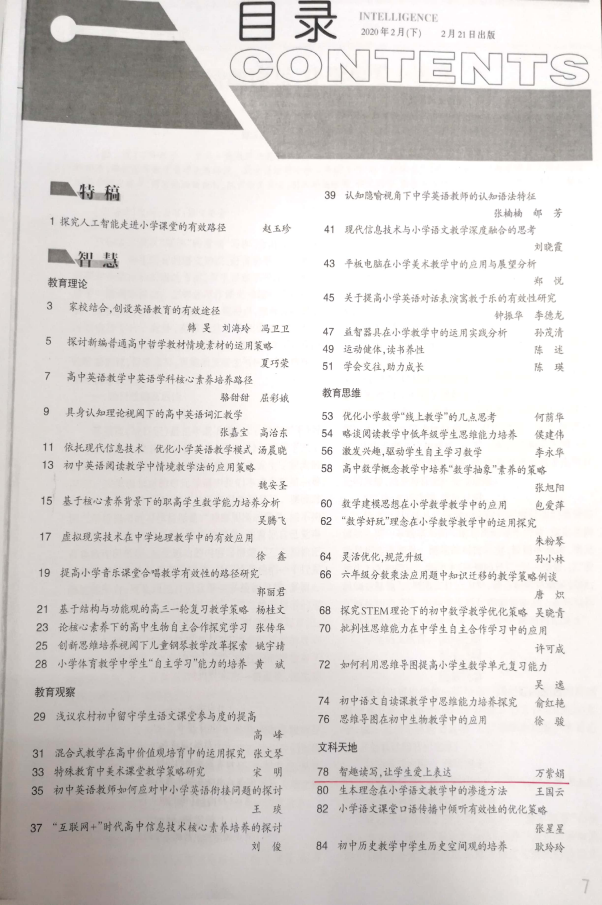 目录
INTELLIGENCE
2020年2月(下) 2月21日出版
CONTENTS
特稿
1 探究人工智能走进小学课堂的有效路径 赵玉珍
智慧
教育理论
3 家校结合,创设英语教育的有效途径
韩旻 刘海玲 冯卫卫
5 探讨新编普通高中哲学教材情境素材的运用策略
夏巧荣
7 高中英语教学中英语学科核心素养培养路径
骆甜甜 屈彩娥
9 具身认知理论视阈下的高中英语词汇教学
张嘉宝 高治东
11 依托现代信息技术 优化小学英语教学模式 汤晨晓
13 初中英语阅读教学中情境教学法的应用策略
魏安圣
15 基于核心素养背景下的职高学生数学能力培养分析
吴腾飞
17 虚拟现实技术在中学地理教学中的有效应用
徐鑫
19 提高小学音乐课堂合唱教学有效性的路径研究
郭丽君
21 基于结构与功能观的高三一轮复习教学策略 杨桂文
23 论核心素养下的高中生物自主合作探究学习 张传华
25 创新思维培养视阈下儿童钢琴教学改革探索 姚宇婧
28 小学体育教学中学生“自主学习”能力的培养 黄斌
教育观察
29 浅议农村初中留守学生语文课堂参与度的提高
高峰
31 混合式教学在高中价值观培育中的运用探究 张文琴
33 特殊教育中美术课堂教学策略研究 宋明
35 初中英语教师如何应对中小学英语衔接问题的探讨
王琰
37 “互联网+”时代高中信息技术核心素养培养的探讨
刘俊
39 认知隐喻视角下中学英语教师的认知语法特征
张楠楠 郇芳
41 现代信息技术与小学语文教学深度融合的思考
刘晓霞
43 平板电脑在小学美术教学中的应用与展望分析
郑悦
45 关于提高小学英语对话表演寓教于乐的有效性研究
钟振华 李德龙
47 益智器具在小学教学中的运用实践分析 孙茂清
49 运动健体,读书养性 陈述
51 学会交往,助力成长 陈瑛
教育思维
53 优化小学数学“线上教学”的几点思考 何荫华
54 略谈阅读教学中低年级学生思维能力培养 侯建伟
56 激发兴趣,驱动学生自主学习数学 李永华
58 高中数学概念教学中培养“数学抽象”素养的策略
张旭阳
60 数学建模思想在小学数学教学中的应用 包爱萍
62 “数学好玩”理念在小学数学教学中的运用探究
朱粉琴
64 灵活优化,规范升级 孙小林
66 六年级分数乘法应用题中知识迁移的教学策略例谈
唐炽
68 探究STEM理论下的初中数学教学优化策略 吴晓青
70 批判性思维能力在中学生自主合作学习中的应用
许可成
72 如何利用思维导图提高小学生数学单元复习能力
吴逸
74 初中语文自读课教学中思维能力培养探究 俞红艳
76 思维导图在初中生物教学中的应用 徐骏
文科天地
78 智趣读写,让学生爱上表达 万紫娟
80 生本理念在小学语文教学中的渗透方法 王国云
82 小学语文课堂口语传播中倾听有效性的优化策略
张星星
84 初中历史教学中学生历史空间观的培养 耿玲玲
7